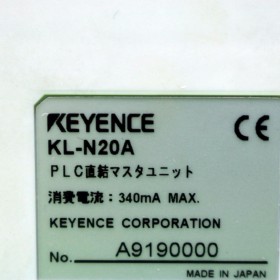 KEYENCE
CE
KL-N20A
PLC直結マスタユニット
消費電流：340mA MAX.
KEYENCE CORPORATION
No. A9190000
MADE IN JAPAN